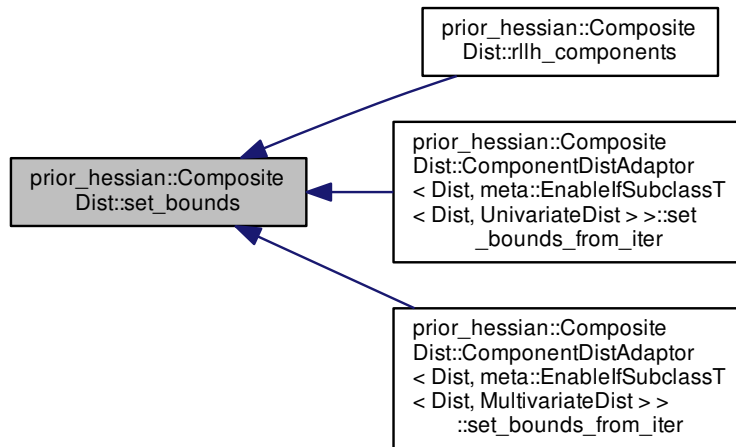 prior_hessian::Composite
Dist::rllh_components
prior_hessian::Composite
Dist::set_bounds
prior_hessian::Composite
Dist::ComponentDistAdaptor
< Dist, meta::EnableIfSubclassT
< Dist, UnivariateDist > >::set
_bounds_from_iter
prior_hessian::Composite
Dist::ComponentDistAdaptor
< Dist, meta::EnableIfSubclassT
< Dist, MultivariateDist > >
::set_bounds_from_iter